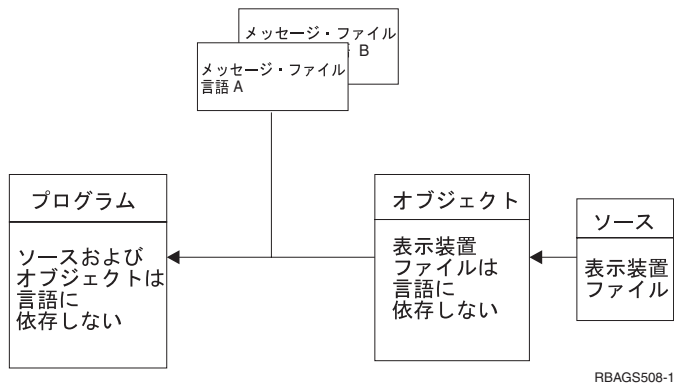 メッセージ・ファイル
B
メッセージ・ファイル
言語 A
プログラム
ソースおよび
オブジェクトは
言語に
依存しない
オブジェクト
表示装置
ファイルは
言語に
依存しない
ソース
表示装置
ファイル
RBAGS508-1